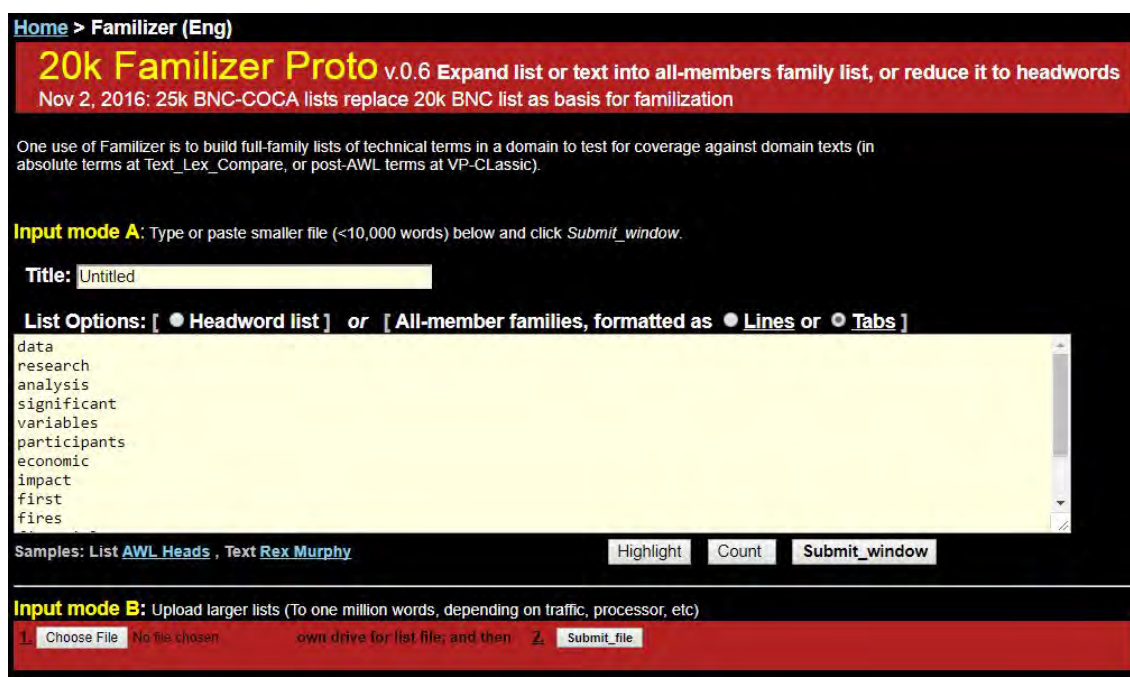 Home > Familizer (Eng)
20k Familizer Proto v.0.6 Expand list or text into all-members family list, or reduce it to headwords
Nov 2, 2016: 25k BNC-COCA lists replace 20k BNC list as basis for familization
One use of Familizer is to build full-family lists of technical terms in a domain to test for coverage against domain texts (in
absolute terms at Text_Lex_Compare, or post-AWL terms at VP-CLassic).
Input mode A: Type or paste smaller file (<10,000 words) below and click Submit_window.
Title: Untitled
List Options: [ Headword list ] or [ All-member families, formatted as Lines or Tabs ]
data
research
analysis
significant
variables
participants
economic
impact
first
fires
Samples: List AWL Heads , Text Rex Murphy Highlight Count Submit_window
Input mode B: Upload larger lists (To one million words, depending on traffic, processor, etc)
1. Choose File No file chosen own drive for list file; and then 2. Submit_file